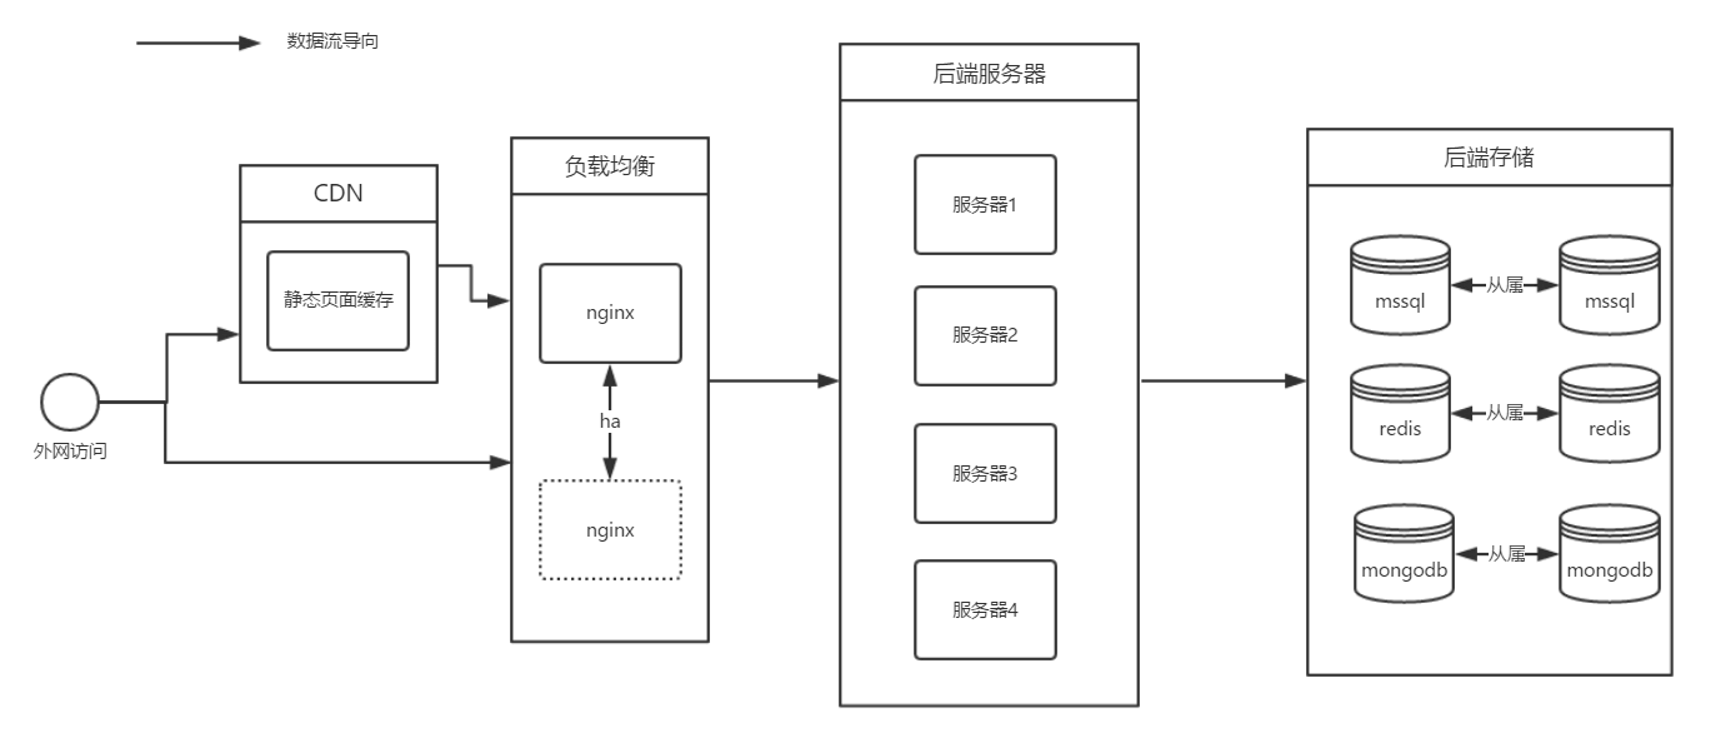 数据流导向
外网访问
CDN
静态页面缓存
负载均衡
nginx
ha
nginx
后端服务器
服务器1
服务器2
服务器3
服务器4
后端存储
mssql
从属
mssql
redis
从属
redis
mongodb
从属
mongodb